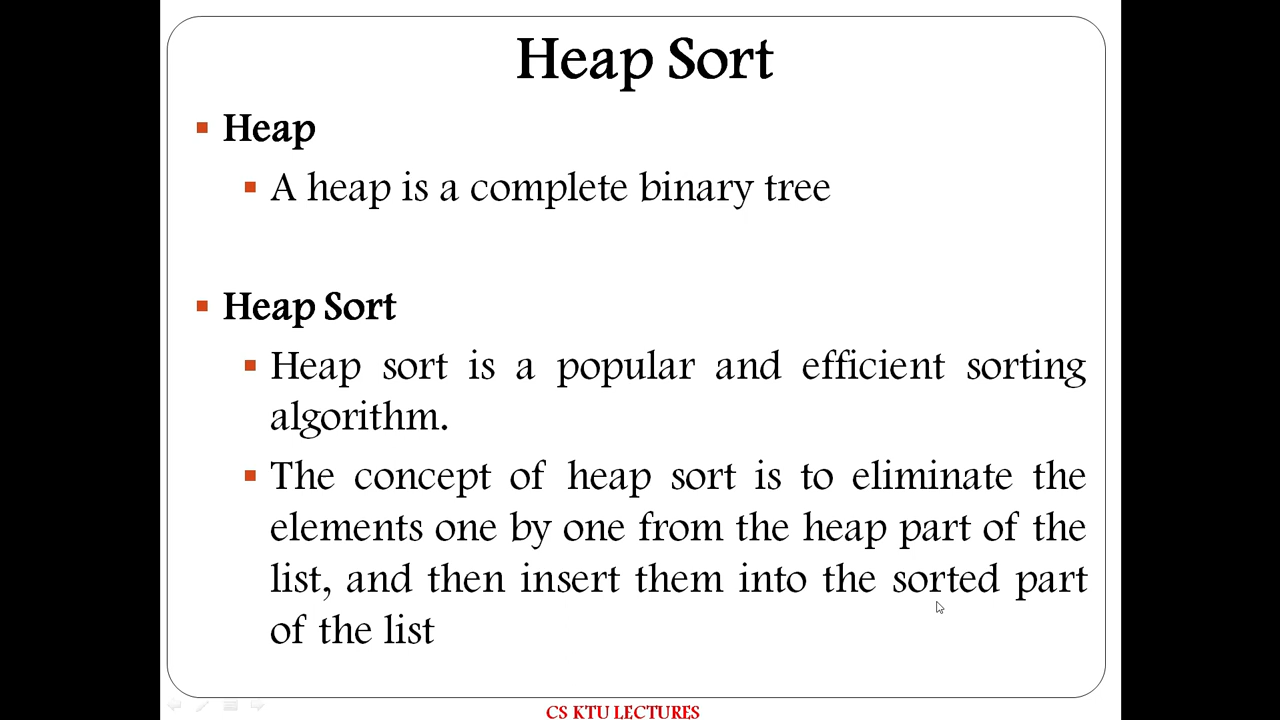 Heap Sort
Heap
A heap is a complete binary tree
Heap Sort
Heap sort is a popular and efficient sorting
algorithm.
The concept of heap sort is to eliminate the
elements one by one from the heap part of the
list, and then insert them into the sorted part
of the list
CS KTU LECTURES